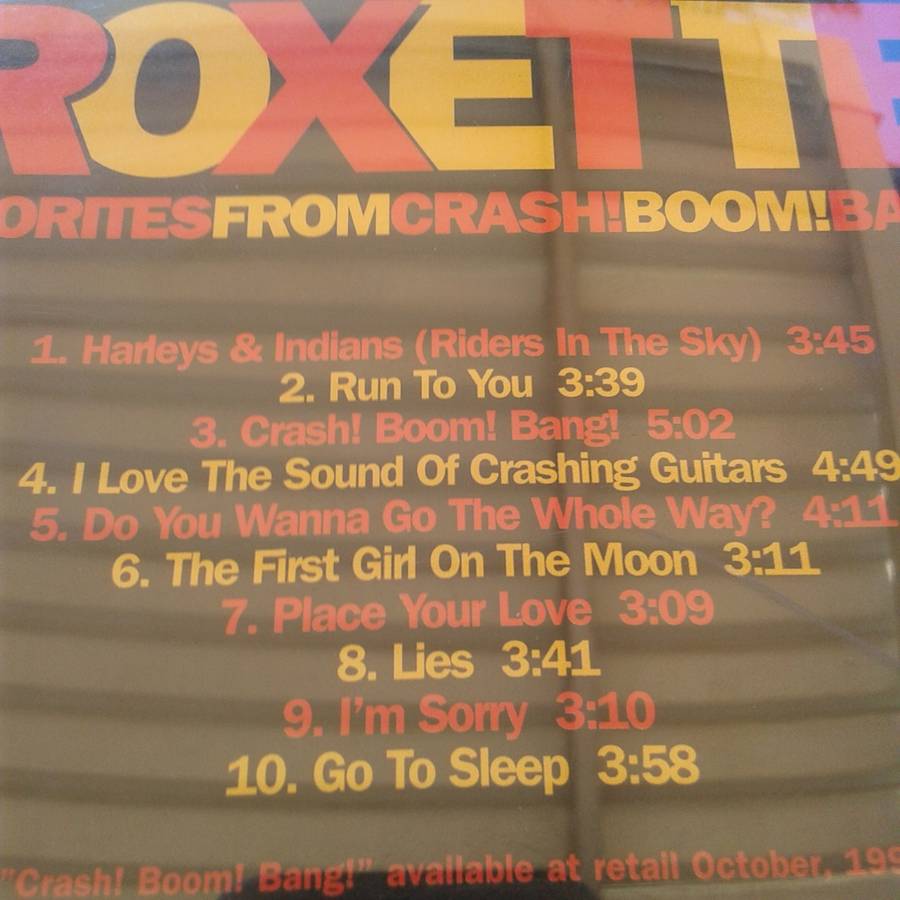 ROXETTE
ORITESFROMCRASH!BOOM!BA
1. Harleys & Indians (Riders In The Sky) 3:45
2. Run To You 3:39
3. Crash! Boom! Bang! 5:02
4. I Love The Sound Of Crashing Guitars 4:49
5. Do You Wanna Go The Whole Way? 4:11
6. The First Girl On The Moon 3:11
7. Place Your Love 3:09
8. Lies 3:41
9. I'm Sorry 3:10
10. Go To Sleep 3:58
"Crash! Boom! Bang!" available at retail October, 199